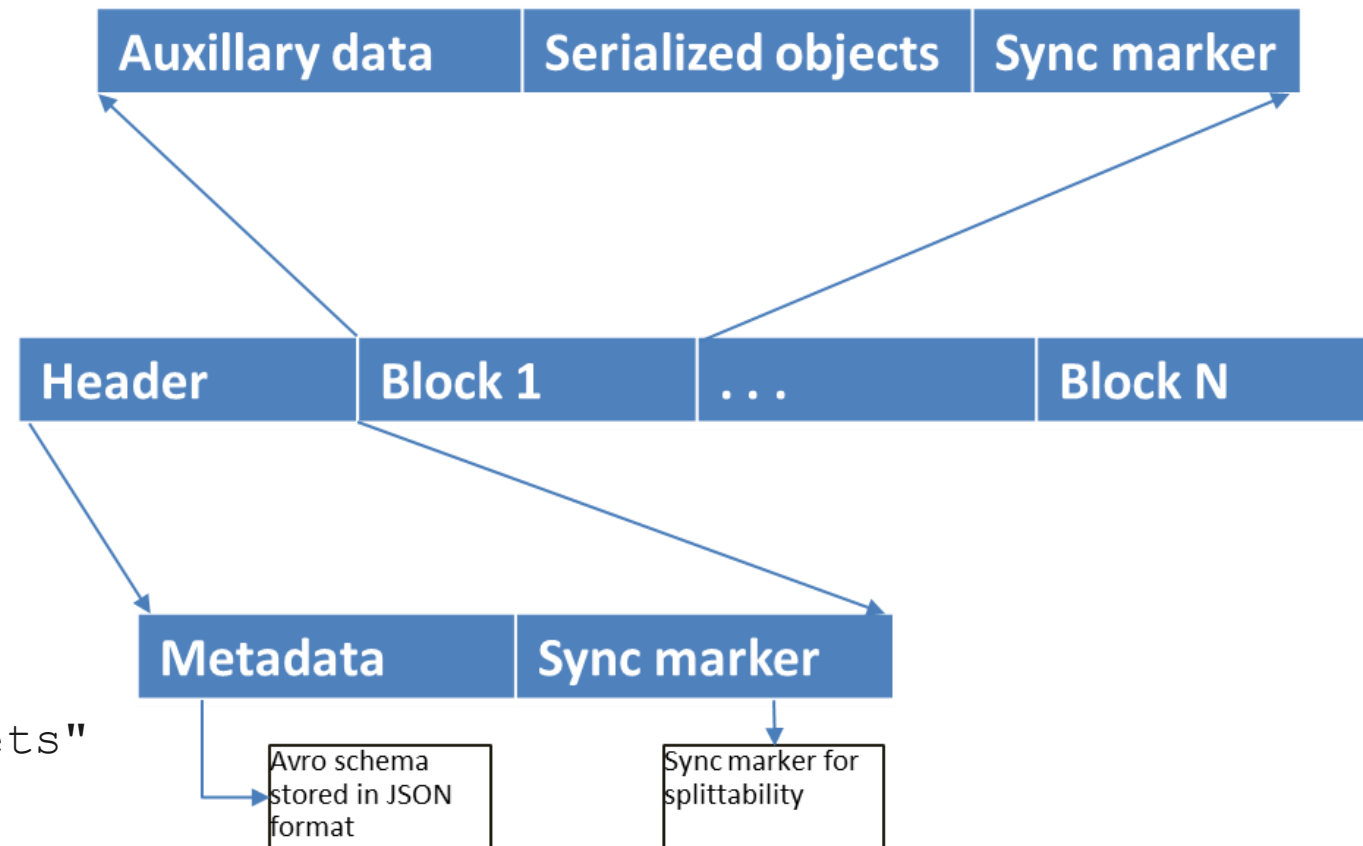 Auxillary data Serialized objects Sync marker
Header Block 1 . . . Block N
Metadata Sync marker
Avro schema
stored in JSON
format
Sync marker for
splittability